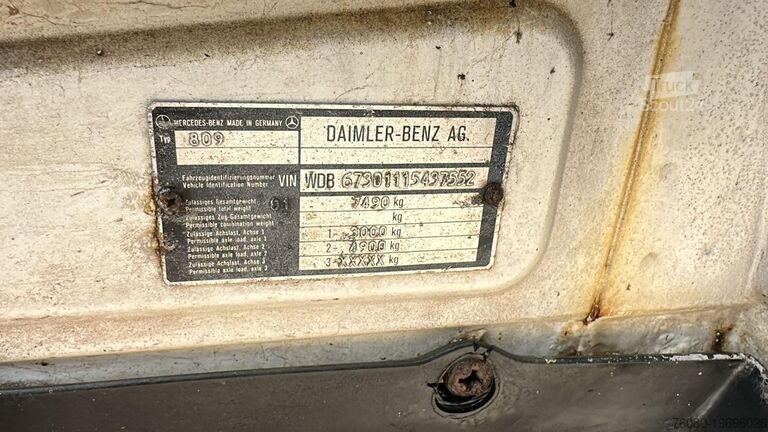 MERCEDES-BENZ MADE IN GERMANY
Typ 809
DAIMLER-BENZ AG.
Fahrzeugidentifizierungsnummer
Vehicle Identification Number
VIN WDB 67301115437552
Zulässiges Gesamtgewicht
Permissible total weight
7490 kg
Zulässiges Zug-Gesamtgewicht
Permissible combination weight
kg
Zulässige Achslast, Achse 1
Permissible axle load, axle 1
1- 3000 kg
Zulässige Achslast, Achse 2
Permissible axle load, axle 2
2- 4900 kg
Zulässige Achslast, Achse 3
Permissible axle load, axle 3
3- XXXXX kg
Truck
Scout24
78080-19696026